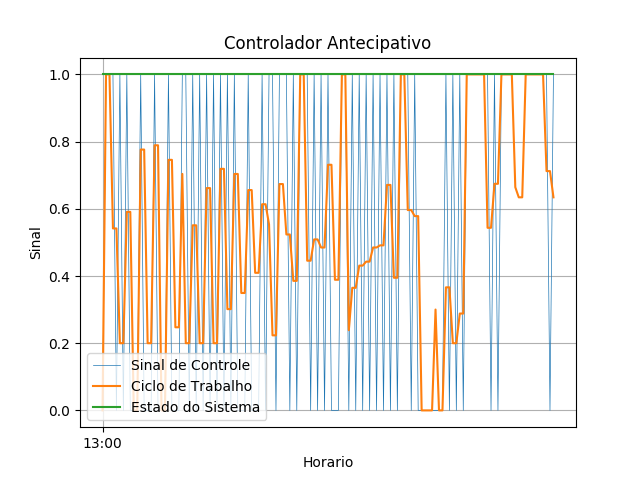 Controlador Antecipativo
1.0
0.8
0.6
0.4
0.2
0.0
Sinal
Sinal de Controle
Ciclo de Trabalho
Estado do Sistema
13:00
Horario